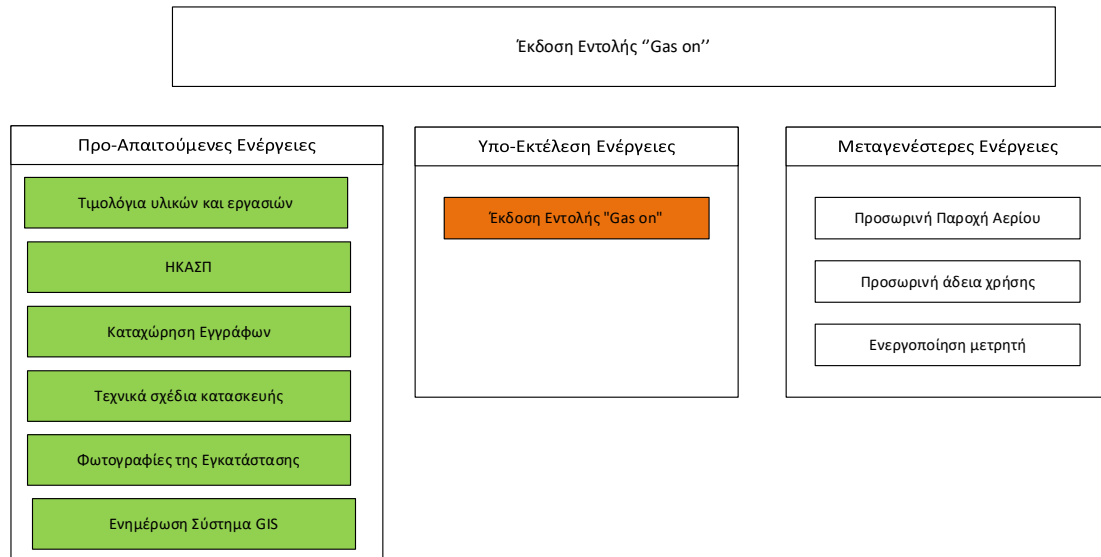 Έκδοση Εντολής ‘’Gas on’’
Προ-Απαιτούμενες Ενέργειες
Τιμολόγια υλικών και εργασιών
ΗΚΑΣΠ
Καταχώρηση Εγγράφων
Τεχνικά σχέδια κατασκευής
Φωτογραφίες της Εγκατάστασης
Ενημέρωση Σύστημα GIS
Υπο-Εκτέλεση Ενέργειες
Έκδοση Εντολής "Gas on"
Μεταγενέστερες Ενέργειες
Προσωρινή Παροχή Αερίου
Προσωρινή άδεια χρήσης
Ενεργοποίηση μετρητή